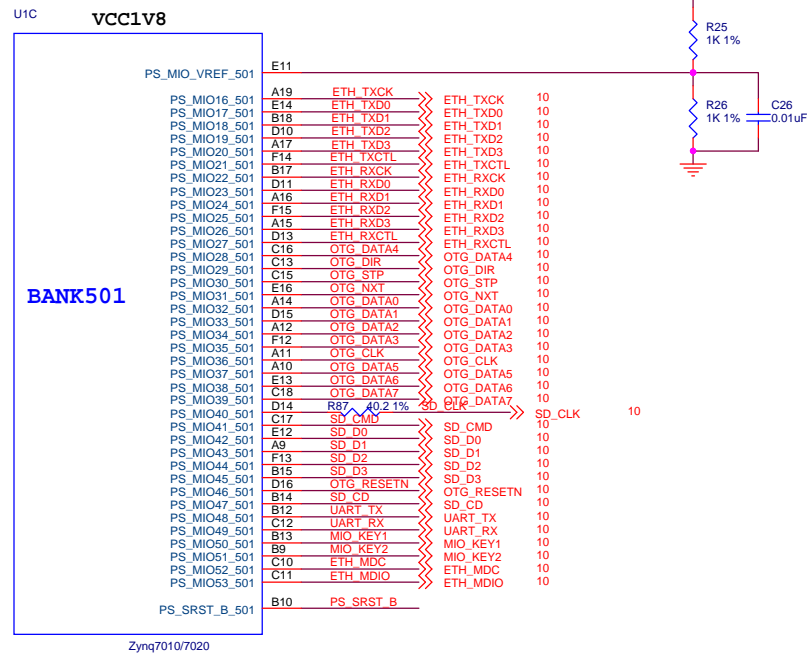 U1C VCC1V8
R25
1K 1%
PS_MIO_VREF_501 E11
R26
1K 1%
C26
0.01uF
PS_MIO16_501 A19 ETH_TXCK ETH_TXCK 10
PS_MIO17_501 E14 ETH_TXD0 ETH_TXD0 10
PS_MIO18_501 B18 ETH_TXD1 ETH_TXD1 10
PS_MIO19_501 D10 ETH_TXD2 ETH_TXD2 10
PS_MIO20_501 A17 ETH_TXD3 ETH_TXD3 10
PS_MIO21_501 F14 ETH_TXCTL ETH_TXCTL 10
PS_MIO22_501 B17 ETH_RXCK ETH_RXCK 10
PS_MIO23_501 D11 ETH_RXD0 ETH_RXD0 10
PS_MIO24_501 A16 ETH_RXD1 ETH_RXD1 10
PS_MIO25_501 F15 ETH_RXD2 ETH_RXD2 10
PS_MIO26_501 A15 ETH_RXD3 ETH_RXD3 10
PS_MIO27_501 D13 ETH_RXCTL ETH_RXCTL 10
PS_MIO28_501 C16 OTG_DATA4 OTG_DATA4 10
PS_MIO29_501 C13 OTG_DIR OTG_DIR 10
PS_MIO30_501 C15 OTG_STP OTG_STP 10
PS_MIO31_501 E16 OTG_NXT OTG_NXT 10
BANK501
PS_MIO32_501 A14 OTG_DATA0 OTG_DATA0 10
PS_MIO33_501 D15 OTG_DATA1 OTG_DATA1 10
PS_MIO34_501 A12 OTG_DATA2 OTG_DATA2 10
PS_MIO35_501 F12 OTG_DATA3 OTG_DATA3 10
PS_MIO36_501 A11 OTG_CLK OTG_CLK 10
PS_MIO37_501 A10 OTG_DATA5 OTG_DATA5 10
PS_MIO38_501 E13 OTG_DATA6 OTG_DATA6 10
PS_MIO39_501 C18 OTG_DATA7 OTG_DATA7 10
PS_MIO40_501 D14 R87 40.2 1% SD_CLK SD_CLK 10
PS_MIO41_501 C17 SD_CMD SD_CMD 10
PS_MIO42_501 E12 SD_D0 SD_D0 10
PS_MIO43_501 A9 SD_D1 SD_D1 10
PS_MIO44_501 F13 SD_D2 SD_D2 10
PS_MIO45_501 B15 SD_D3 SD_D3 10
PS_MIO46_501 D16 OTG_RESETN OTG_RESETN 10
PS_MIO47_501 B14 SD_CD SD_CD 10
PS_MIO48_501 B12 UART_TX UART_TX 10
PS_MIO49_501 C12 UART_RX UART_RX 10
PS_MIO50_501 B13 MIO_KEY1 MIO_KEY1 10
PS_MIO51_501 B9 MIO_KEY2 MIO_KEY2 10
PS_MIO52_501 C10 ETH_MDC ETH_MDC 10
PS_MIO53_501 C11 ETH_MDIO ETH_MDIO 10
PS_SRST_B_501 B10 PS_SRST_B
Zynq7010/7020